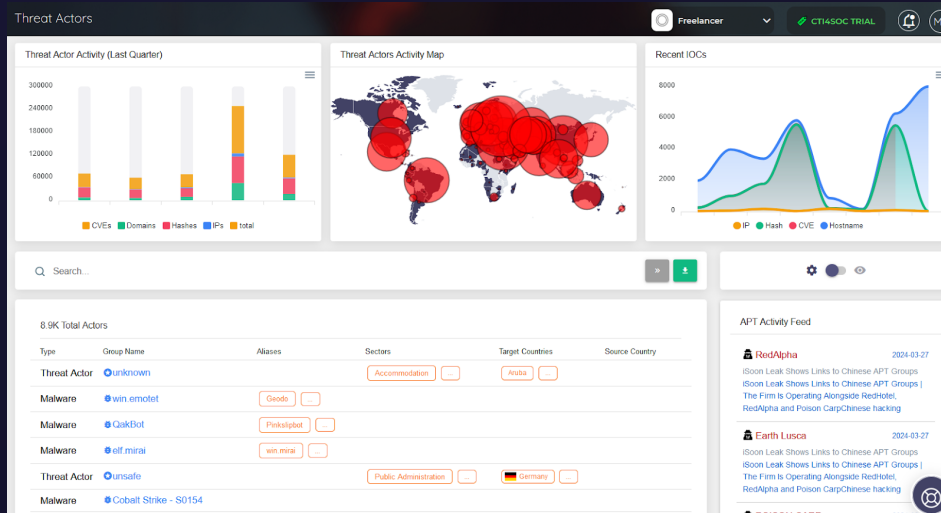 Threat Actors
Freelancer
CTI4SOC TRIAL
Threat Actor Activity (Last Quarter)
300000
240000
180000
120000
60000
0
CVEs Domains Hashes IPs total
Threat Actors Activity Map
Recent IOCs
8000
6000
4000
2000
0
IP Hash CVE Hostname
Search...
»
8.9K Total Actors
Type Group Name Aliases Sectors Target Countries Source Country
Threat Actor unknown Accommodation ... Aruba ...
Malware win.emotet Geodo ...
Malware QakBot Pinkslipbot ...
Malware elf.mirai win.mirai ...
Threat Actor unsafe Public Administration ... Germany ...
Malware Cobalt Strike - S0154
APT Activity Feed
RedAlpha 2024-03-27
iSoon Leak Shows Links to Chinese APT Groups
iSoon Leak Shows Links to Chinese APT Groups |
The Firm Is Operating Alongside RedHotel,
RedAlpha and Poison CarpChinese hacking
Earth Lusca 2024-03-27
iSoon Leak Shows Links to Chinese APT Groups
iSoon Leak Shows Links to Chinese APT Groups |
The Firm Is Operating Alongside RedHotel,
RedAlpha and Poison CarpChinese hacking